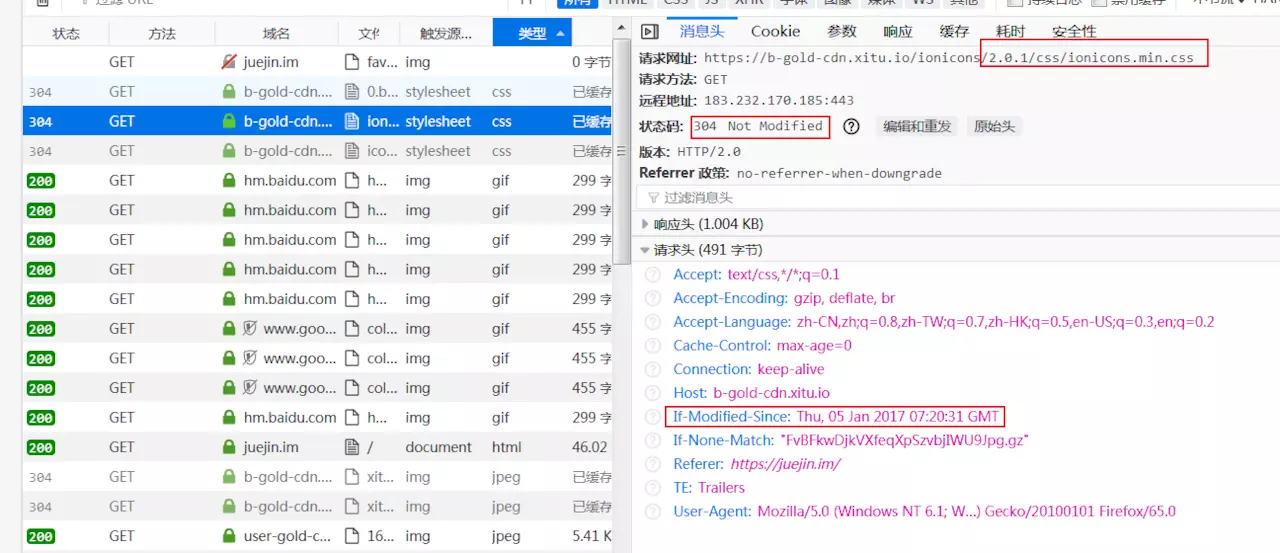 过滤 URL 所有 HTML CSS JS XHR 字体 图像 媒体 WS 其他 持续日志 禁用缓存
状态 方法 域名 文件 触发源... 类型
GET juejin.im fav... img 0 字节
304 GET b-gold-cdn.... 0.b... stylesheet css 已缓存
304 GET b-gold-cdn.... ion... stylesheet css 已缓存
304 GET b-gold-cdn.... ico... stylesheet css 已缓存
200 GET hm.baidu.com h... img gif 299 字
200 GET hm.baidu.com h... img gif 299 字
200 GET hm.baidu.com h... img gif 299 字
200 GET hm.baidu.com h... img gif 299 字
200 GET hm.baidu.com h... img gif 299 字
200 GET www.goo... col... img gif 455 字
200 GET www.goo... col... img gif 455 字
200 GET www.goo... col... img gif 455 字
200 GET hm.baidu.com h... img gif 299 字
200 GET juejin.im / document html 46.02
304 GET b-gold-cdn.... xit... img jpeg 已缓存
304 GET b-gold-cdn.... xit... img jpeg 已缓存
200 GET user-gold-c... 16... img jpeg 5.41 K
消息头 Cookie 参数 响应 缓存 耗时 安全性
请求网址: https://b-gold-cdn.xitu.io/ionicons/2.0.1/css/ionicons.min.css
请求方法: GET
远程地址: 183.232.170.185:443
状态码: 304 Not Modified ? 编辑和重发 原始头
版本: HTTP/2.0
Referrer 政策: no-referrer-when-downgrade
过滤消息头
响应头 (1.004 KB)
请求头 (491 字节)
Accept: text/css,*/*;q=0.1
Accept-Encoding: gzip, deflate, br
Accept-Language: zh-CN,zh;q=0.8,zh-TW;q=0.7,zh-HK;q=0.5,en-US;q=0.3,en;q=0.2
Cache-Control: max-age=0
Connection: keep-alive
Host: b-gold-cdn.xitu.io
If-Modified-Since: Thu, 05 Jan 2017 07:20:31 GMT
If-None-Match: "FvBFkwDjkVXfeqXpSzvbjIWU9Jpg.gz"
Referer: https://juejin.im/
TE: Trailers
User-Agent: Mozilla/5.0 (Windows NT 6.1; W...) Gecko/20100101 Firefox/65.0